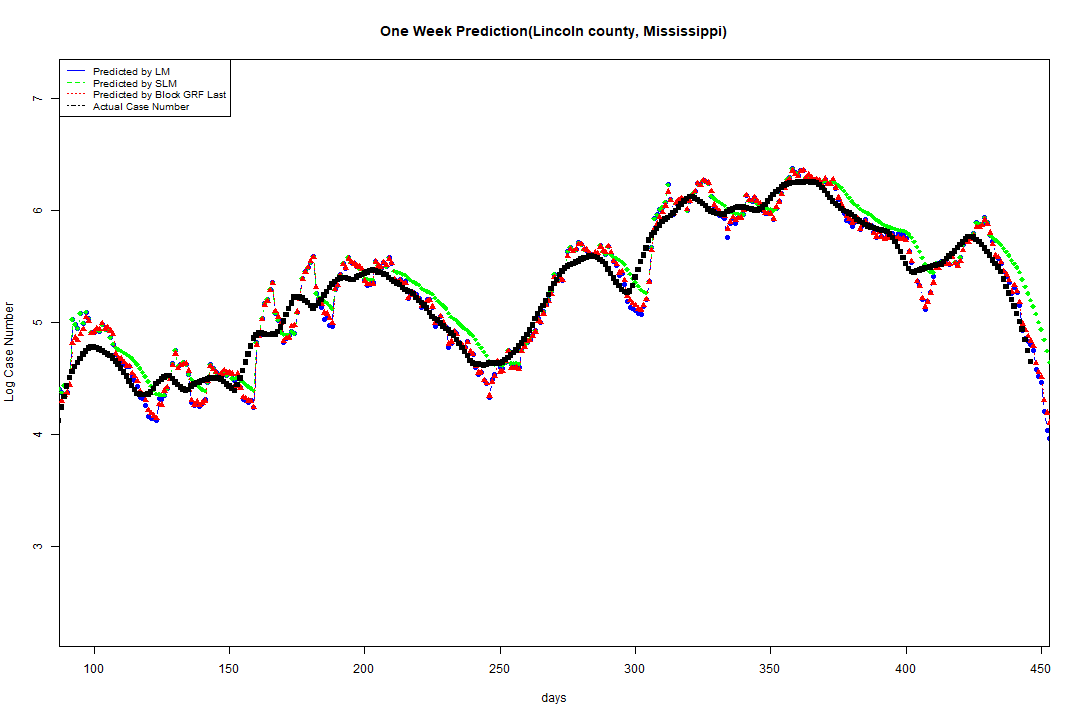 One Week Prediction(Lincoln county, Mississippi)
Predicted by LM
Predicted by SLM
Predicted by Block GRF Last
Actual Case Number
7
6
5
4
3
Log Case Number
100 150 200 250 300 350 400 450
days